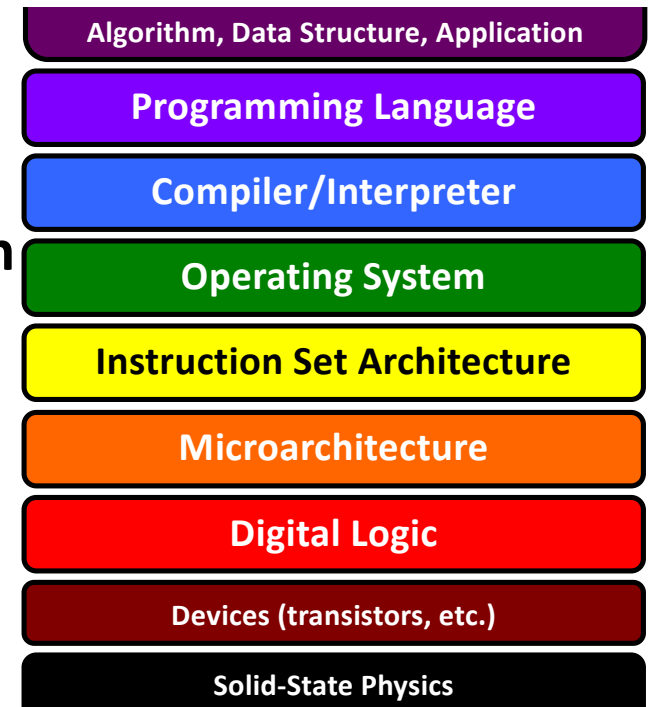 Algorithm, Data Structure, Application
Programming Language
Compiler/Interpreter
n
Operating System
Instruction Set Architecture
Microarchitecture
Digital Logic
Devices (transistors, etc.)
Solid-State Physics